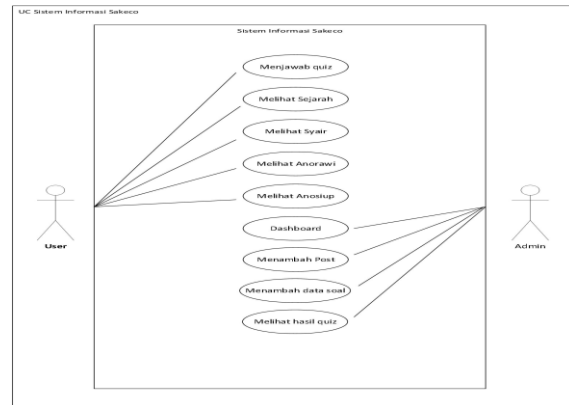 UC Sistem Informasi Sakeco
Sistem Informasi Sakeco
Menjawab quiz
Melihat Sejarah
Melihat Syair
Melihat Anorawi
Melihat Anosiup
Dashboard
Menambah Post
Menambah data soal
Melihat hasil quiz
User
Admin